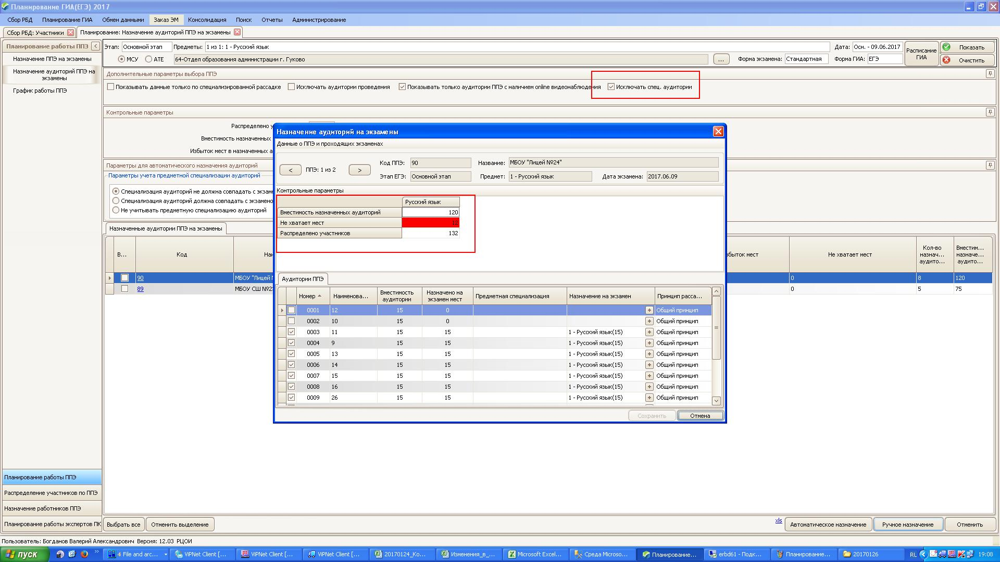 Планирование ГИА(ЕГЭ) 2017
Сбор РБД Планирование ГИА Обмен данными Заказ ЭМ Консолидация Поиск Отчеты Администрирование
Сбор РБД: Участники Планирование: Назначение аудиторий ППЭ на экзамены
Планирование работы ППЭ <
Назначение ППЭ на экзамены
Назначение аудиторий ППЭ на
экзамены
График работы ППЭ
Этап: Основной этап Предметы: 1 из 1: 1 - Русский язык Дата: Осн. - 09.06.2017
МСУ АТЕ 64-Отдел образования администрации г. Гуково ... Форма экзамена: Стандартная Форма ГИА: ЕГЭ
Расписание
ГИА
Показать
Очистить
Дополнительные параметры выбора ППЭ
Показывать данные только по специализированной рассадке Исключать аудитории проведения Показывать только аудитории ППЭ с наличием online видеонаблюдения Исключать спец. аудитории
Контрольные параметры
Распределено у
Вместимость назначенных
Избыток мест в назначенных а
Параметры для автоматического назначения аудиторий
Параметры учета предметной специализации аудиторий
Специализация аудиторий не должна совпадать с экзаме
Специализация аудиторий должна совпадать с экзамено
Не учитывать предметную специализацию аудиторий
Назначенные аудитории ППЭ на экзамены
В... Код На быток мест Не хватает мест
Кол-во
назнач...
аудито...
Вместим...
назначе...
аудито...
90 МБОУ "Лицей 0 8 120
89 МБОУ СШ №2 0 5 75
Назначение аудиторий на экзамены
Данные о ППЭ и проходящих экзаменах
< ППЭ: 1 из 2 >
Код ППЭ: 90 Название: МБОУ "Лицей №24"
Этап ЕГЭ: Основной этап Предмет: 1 - Русский язык Дата экзамена: 2017.06.09
Контрольные параметры
Русский язык
Вместимость назначенных аудиторий 120
Не хватает мест 12
Распределено участников 132
Аудитории ППЭ
Номер Наименова... Вместимость аудитории Назначено на экзамен мест Предметная специализация Назначение на экзамен Принцип расса...
0001 12 15 0 + Общий принцип
0002 10 15 0 + Общий принцип
0003 11 15 15 1 - Русский язык(15) + Общий принцип
0004 9 15 15 1 - Русский язык(15) + Общий принцип
0005 13 15 15 1 - Русский язык(15) + Общий принцип
0006 14 15 15 1 - Русский язык(15) + Общий принцип
0007 15 15 15 1 - Русский язык(15) + Общий принцип
0008 16 15 15 1 - Русский язык(15) + Общий принцип
0009 26 15 15 1 - Русский язык(15) + Общий принцип
Сохранить Отмена
Планирование работы ППЭ
Распределение участников по ППЭ
Назначение работников ППЭ
Планирование работы экспертов ПК
Выбрать все Отменить выделение xls Автоматическое назначение Ручное назначение Отменить
Пользователь: Богданов Валерий Александрович Версия: 12.03 РЦОИ
пуск » 4 File and arc... ViPNet Client [... ViPNet Client [... ViPNet Client [... 20170124_Ко... Изменения_в_... Microsoft Excel... Среда Microso... Планирование... erbd61 - Подк... Планирование... 20170126 RL 19:08